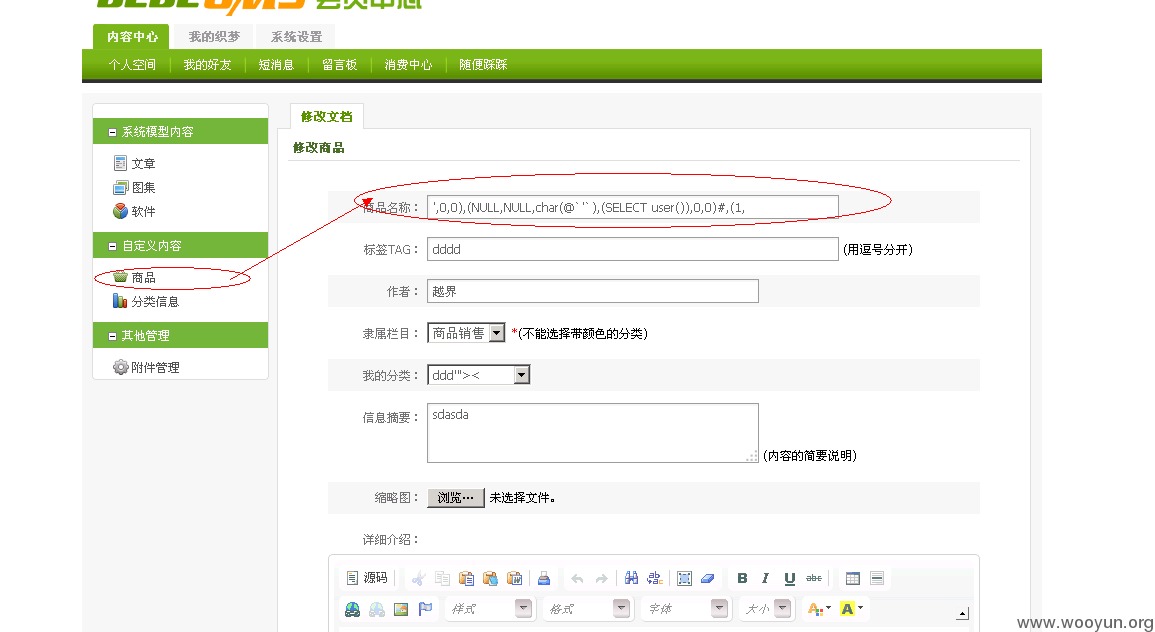 DEDECMS 会员中心
内容中心 我的织梦 系统设置
个人空间 我的好友 短消息 留言板 消费中心 随便踩踩
系统模型内容
文章
图集
软件
自定义内容
商品
分类信息
其他管理
附件管理
修改文档
修改商品
商品名称： ',0,0),(NULL,NULL,char(@`'`),(SELECT user()),0,0)#,(1,
标签TAG： dddd (用逗号分开)
作者： 越界
隶属栏目： 商品销售 *(不能选择带颜色的分类)
我的分类： ddd'"><
信息摘要： sdasda
(内容的简要说明)
缩略图： 浏览… 未选择文件。
详细介绍：
源码 B I U abc
样式 格式 字体 大小 A A
www.wooyun.org